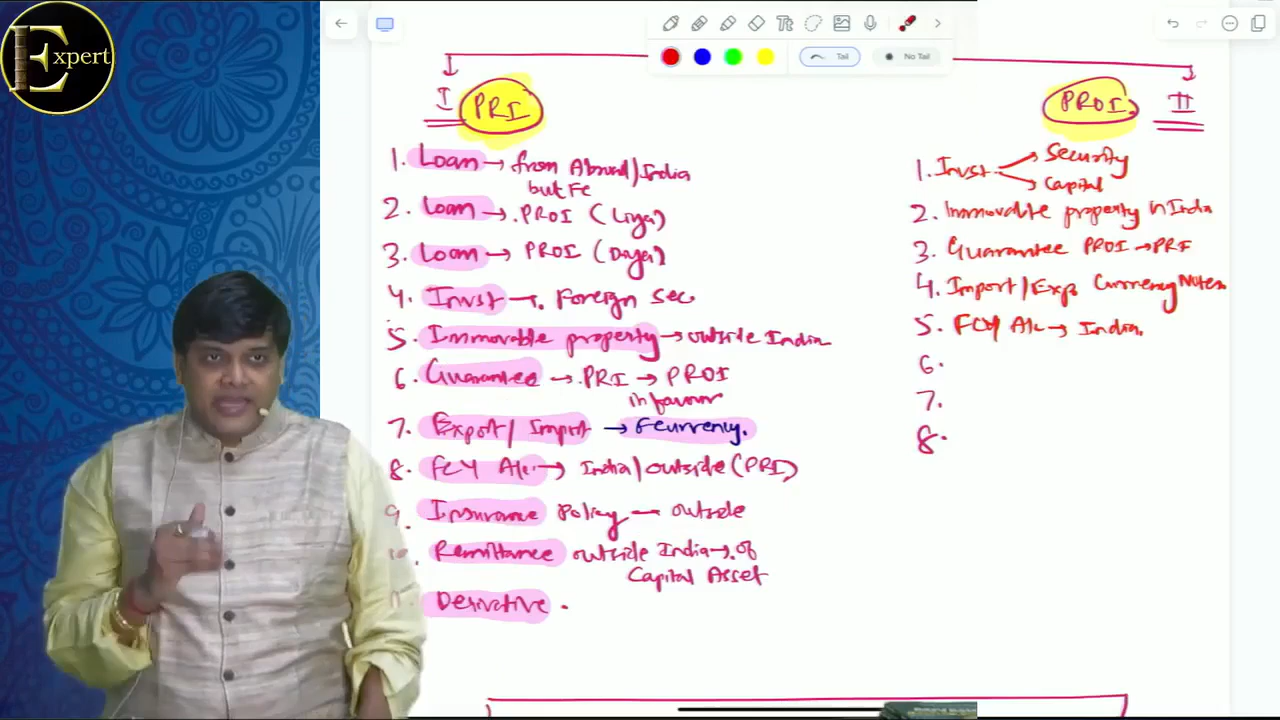 Expert
Tail
No Tail
I PRI
1. Loan → from Abroad/India
but Fe
2. Loan → PROI (Liya)
3. Loan → PROI (Diya)
4. Invst → Foreign Sec.
5. Immovable property → outside India
6. Guarantee → PRI → PROI
in favour
7. Export/Import → Fcurrency.
8. FCY A/c → India/outside (PRI)
9. Insurance Policy — outside
10. Remittance outside India → of
Capital Asset
Derivative.
PROI II
1. Invst Security
Capital
2. Immovable property in India
3. Guarantee PROI → PRI
4. Import/Exp. Currency Notes
5. FCY A/c → India.
6.
7.
8.